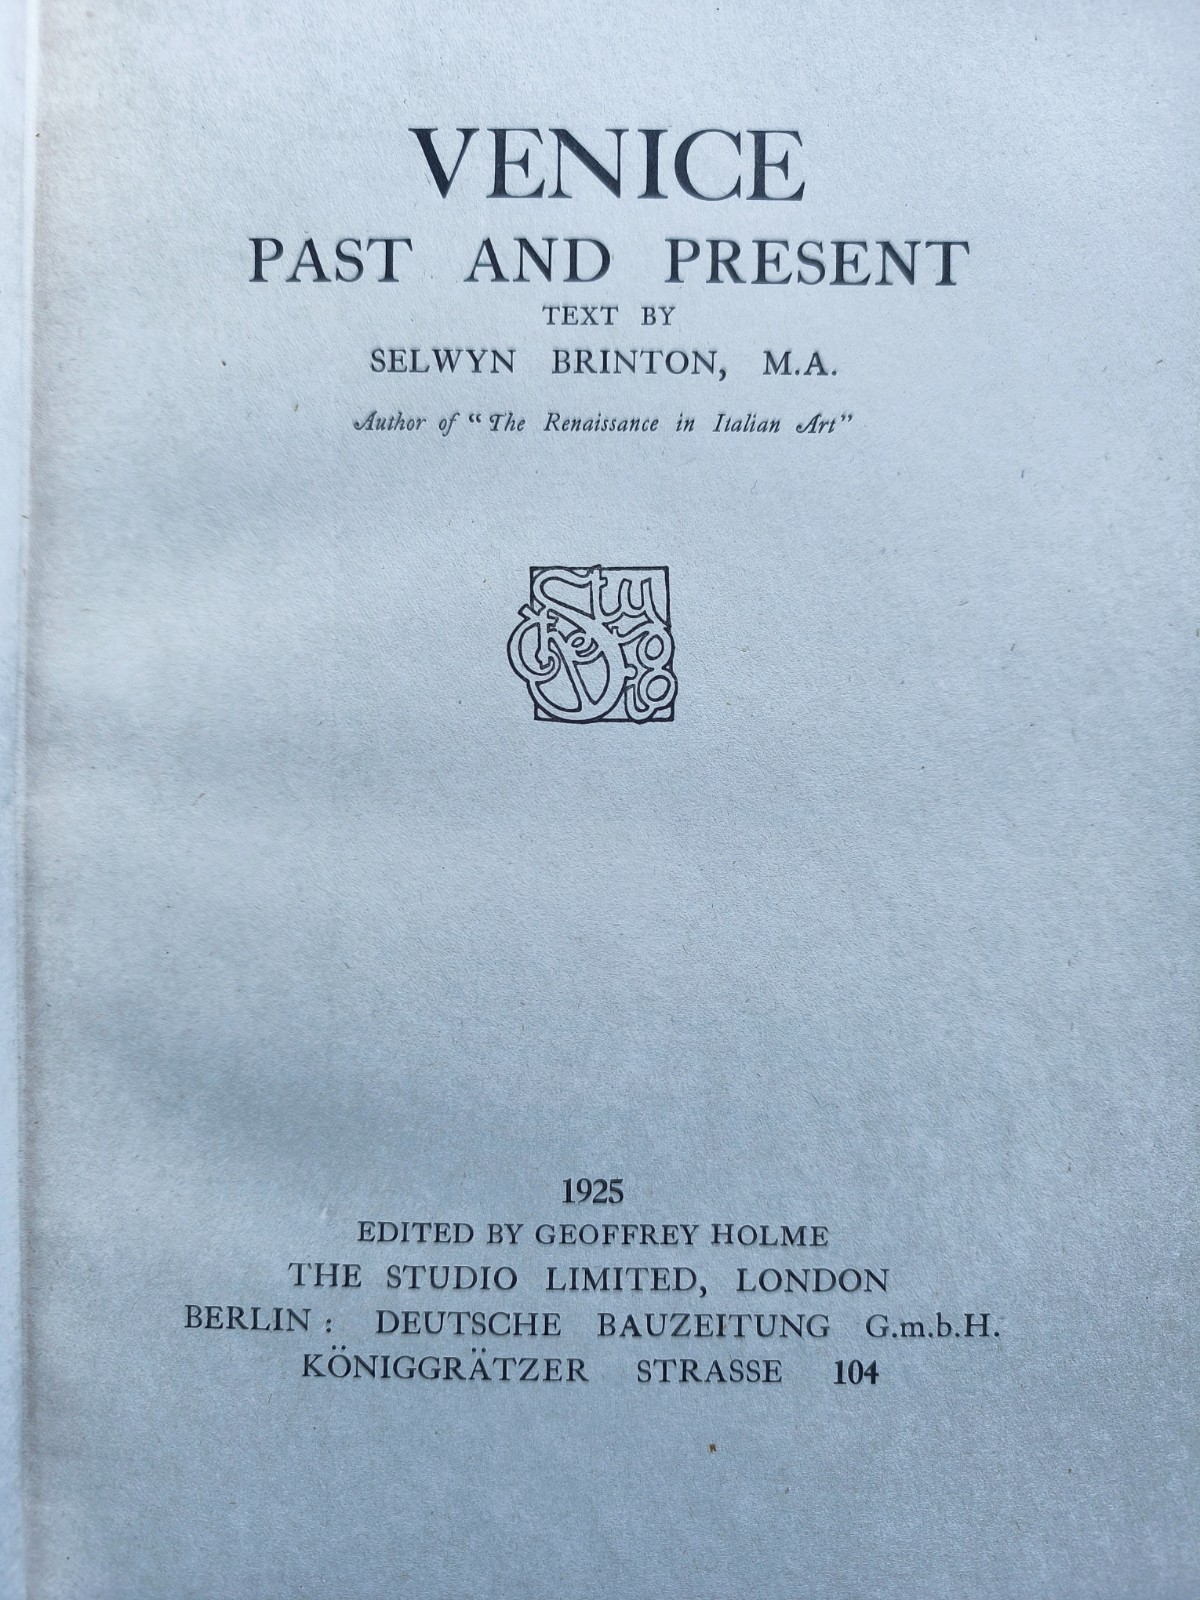 VENICE
PAST AND PRESENT
TEXT BY
SELWYN BRINTON, M.A.
Author of “The Renaissance in Italian Art”
1925
EDITED BY GEOFFREY HOLME
THE STUDIO LIMITED, LONDON
BERLIN : DEUTSCHE BAUZEITUNG G.m.b.H.
KÖNIGGRÄTZER STRASSE 104